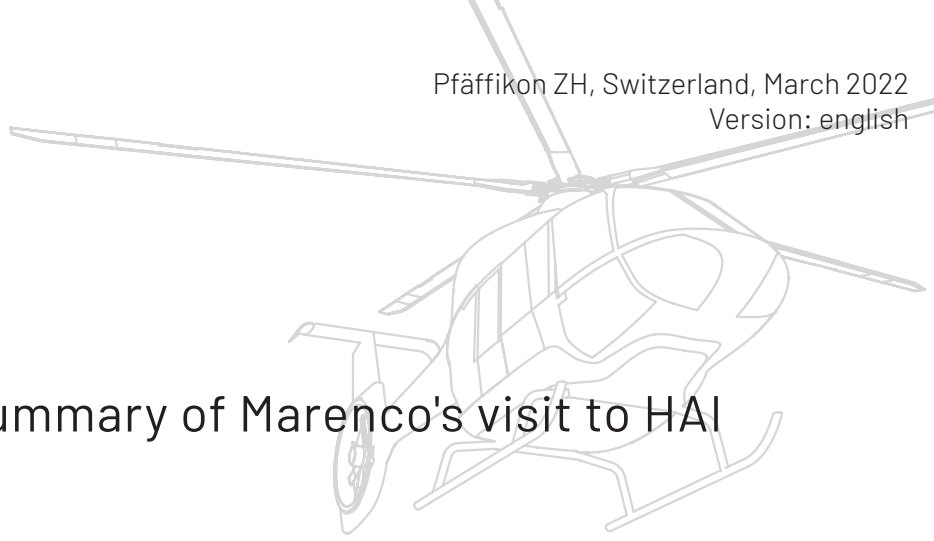 Pfäffikon ZH, Switzerland, March 2022
Version: english
ummary of Marenco's visit to HAI